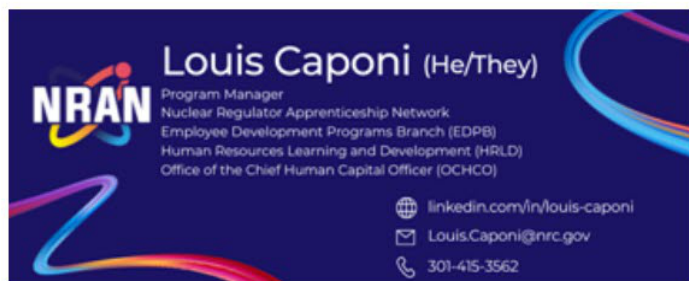 Louis Caponi (He/They)
NRAN
Program Manager
Nuclear Regulator Apprenticeship Network
Employee Development Programs Branch (EDPB)
Human Resources Learning and Development (HRLD)
Office of the Chief Human Capital Officer (OCHCO)
linkedin.com/in/louis-caponi
Louis.Caponi@nrc.gov
301-415-3562